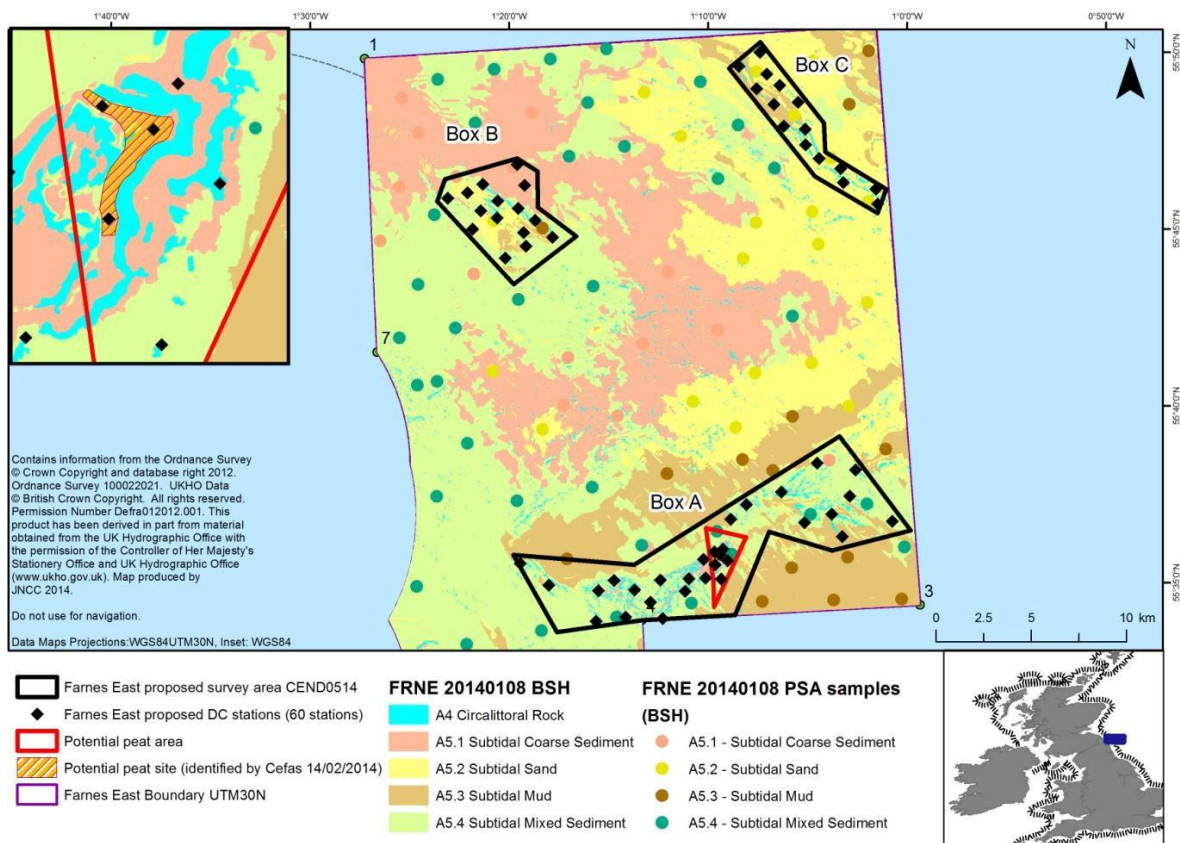 1°40'0"W
1°30'0"W
1°20'0"W
1°10'0"W
1°0'0"W
0°50'0"W
1
Box C
N
55°50'0"N
Box B
55°45'0"N
7
55°40'0"N
Contains information from the Ordnance Survey
© Crown Copyright and database right 2012.
Ordnance Survey 100022021. UKHO Data
© British Crown Copyright. All rights reserved.
Permission Number Defra012012.001. This
product has been derived in part from material
obtained from the UK Hydrographic Office with
the permission of the Controller of Her Majesty's
Stationery Office and UK Hydrographic Office
(www.ukho.gov.uk). Map produced by
JNCC 2014.
Do not use for navigation.
Data Maps Projections:WGS84UTM30N, Inset: WGS84
Box A
55°35'0"N
3
0 2.5 5 10 km
Farnes East proposed survey area CEND0514
Farnes East proposed DC stations (60 stations)
Potential peat area
Potential peat site (identified by Cefas 14/02/2014)
Farnes East Boundary UTM30N
FRNE 20140108 BSH
A4 Circalittoral Rock
A5.1 Subtidal Coarse Sediment
A5.2 Subtidal Sand
A5.3 Subtidal Mud
A5.4 Subtidal Mixed Sediment
FRNE 20140108 PSA samples
(BSH)
A5.1 - Subtidal Coarse Sediment
A5.2 - Subtidal Sand
A5.3 - Subtidal Mud
A5.4 - Subtidal Mixed Sediment